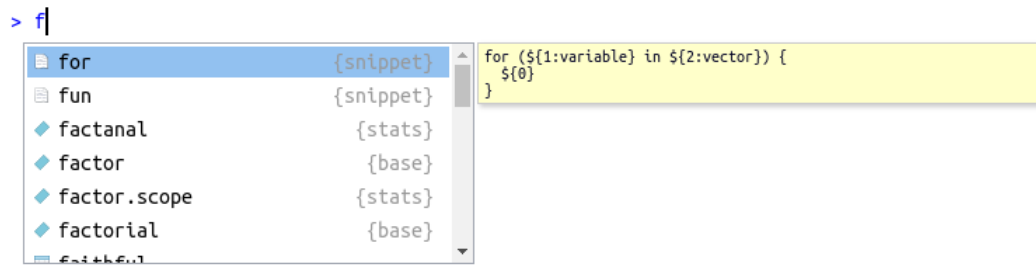 > f
for {snippet}
fun {snippet}
factanal {stats}
factor {base}
factor.scope {stats}
factorial {base}
faithful
for (${1:variable} in ${2:vector}) {
  ${0}
}